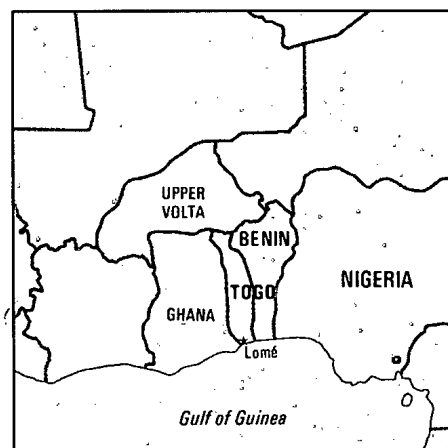 UPPER
VOLTA
BENIN
NIGERIA
TOGO
GHANA
Lomé
Gulf of Guinea